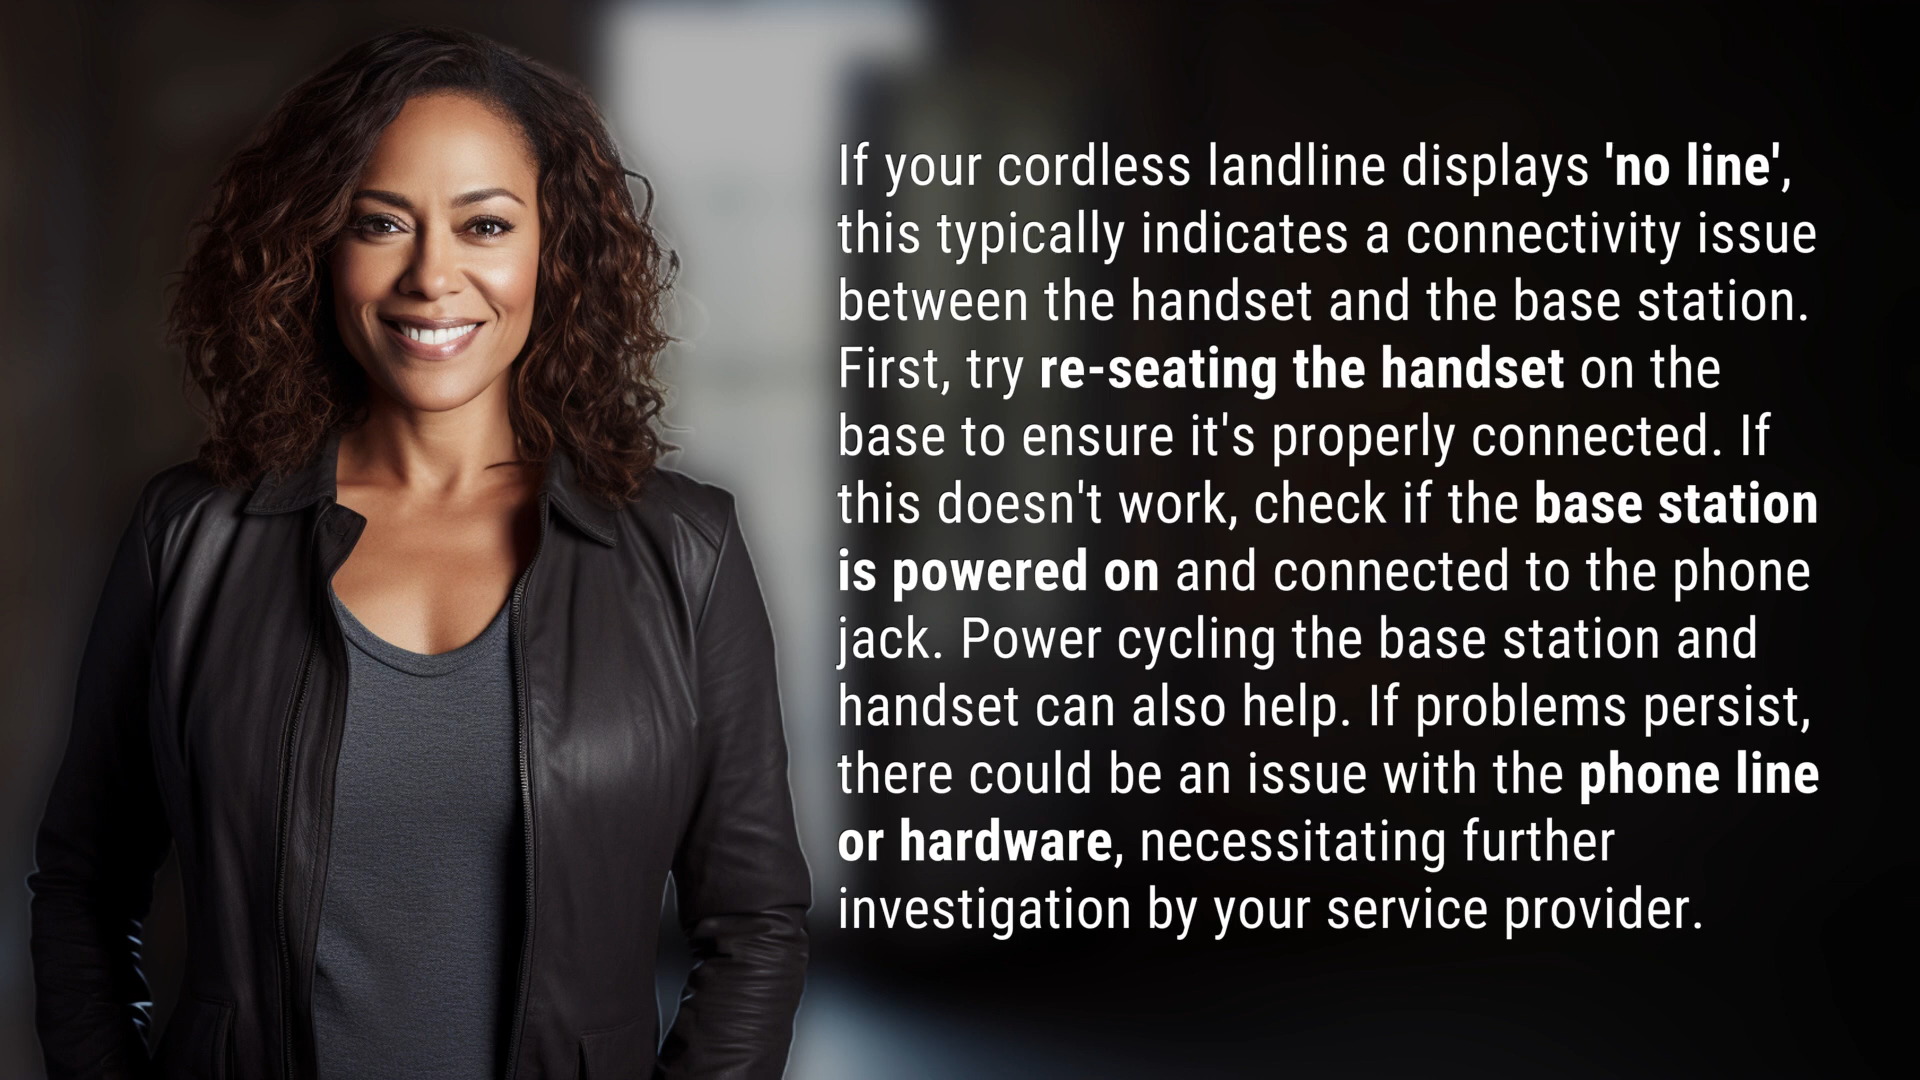 If your cordless landline displays 'no line',
this typically indicates a connectivity issue
between the handset and the base station.
First, try re-seating the handset on the
base to ensure it's properly connected. If
this doesn't work, check if the base station
is powered on and connected to the phone
jack. Power cycling the base station and
handset can also help. If problems persist,
there could be an issue with the phone line
or hardware, necessitating further
investigation by your service provider.